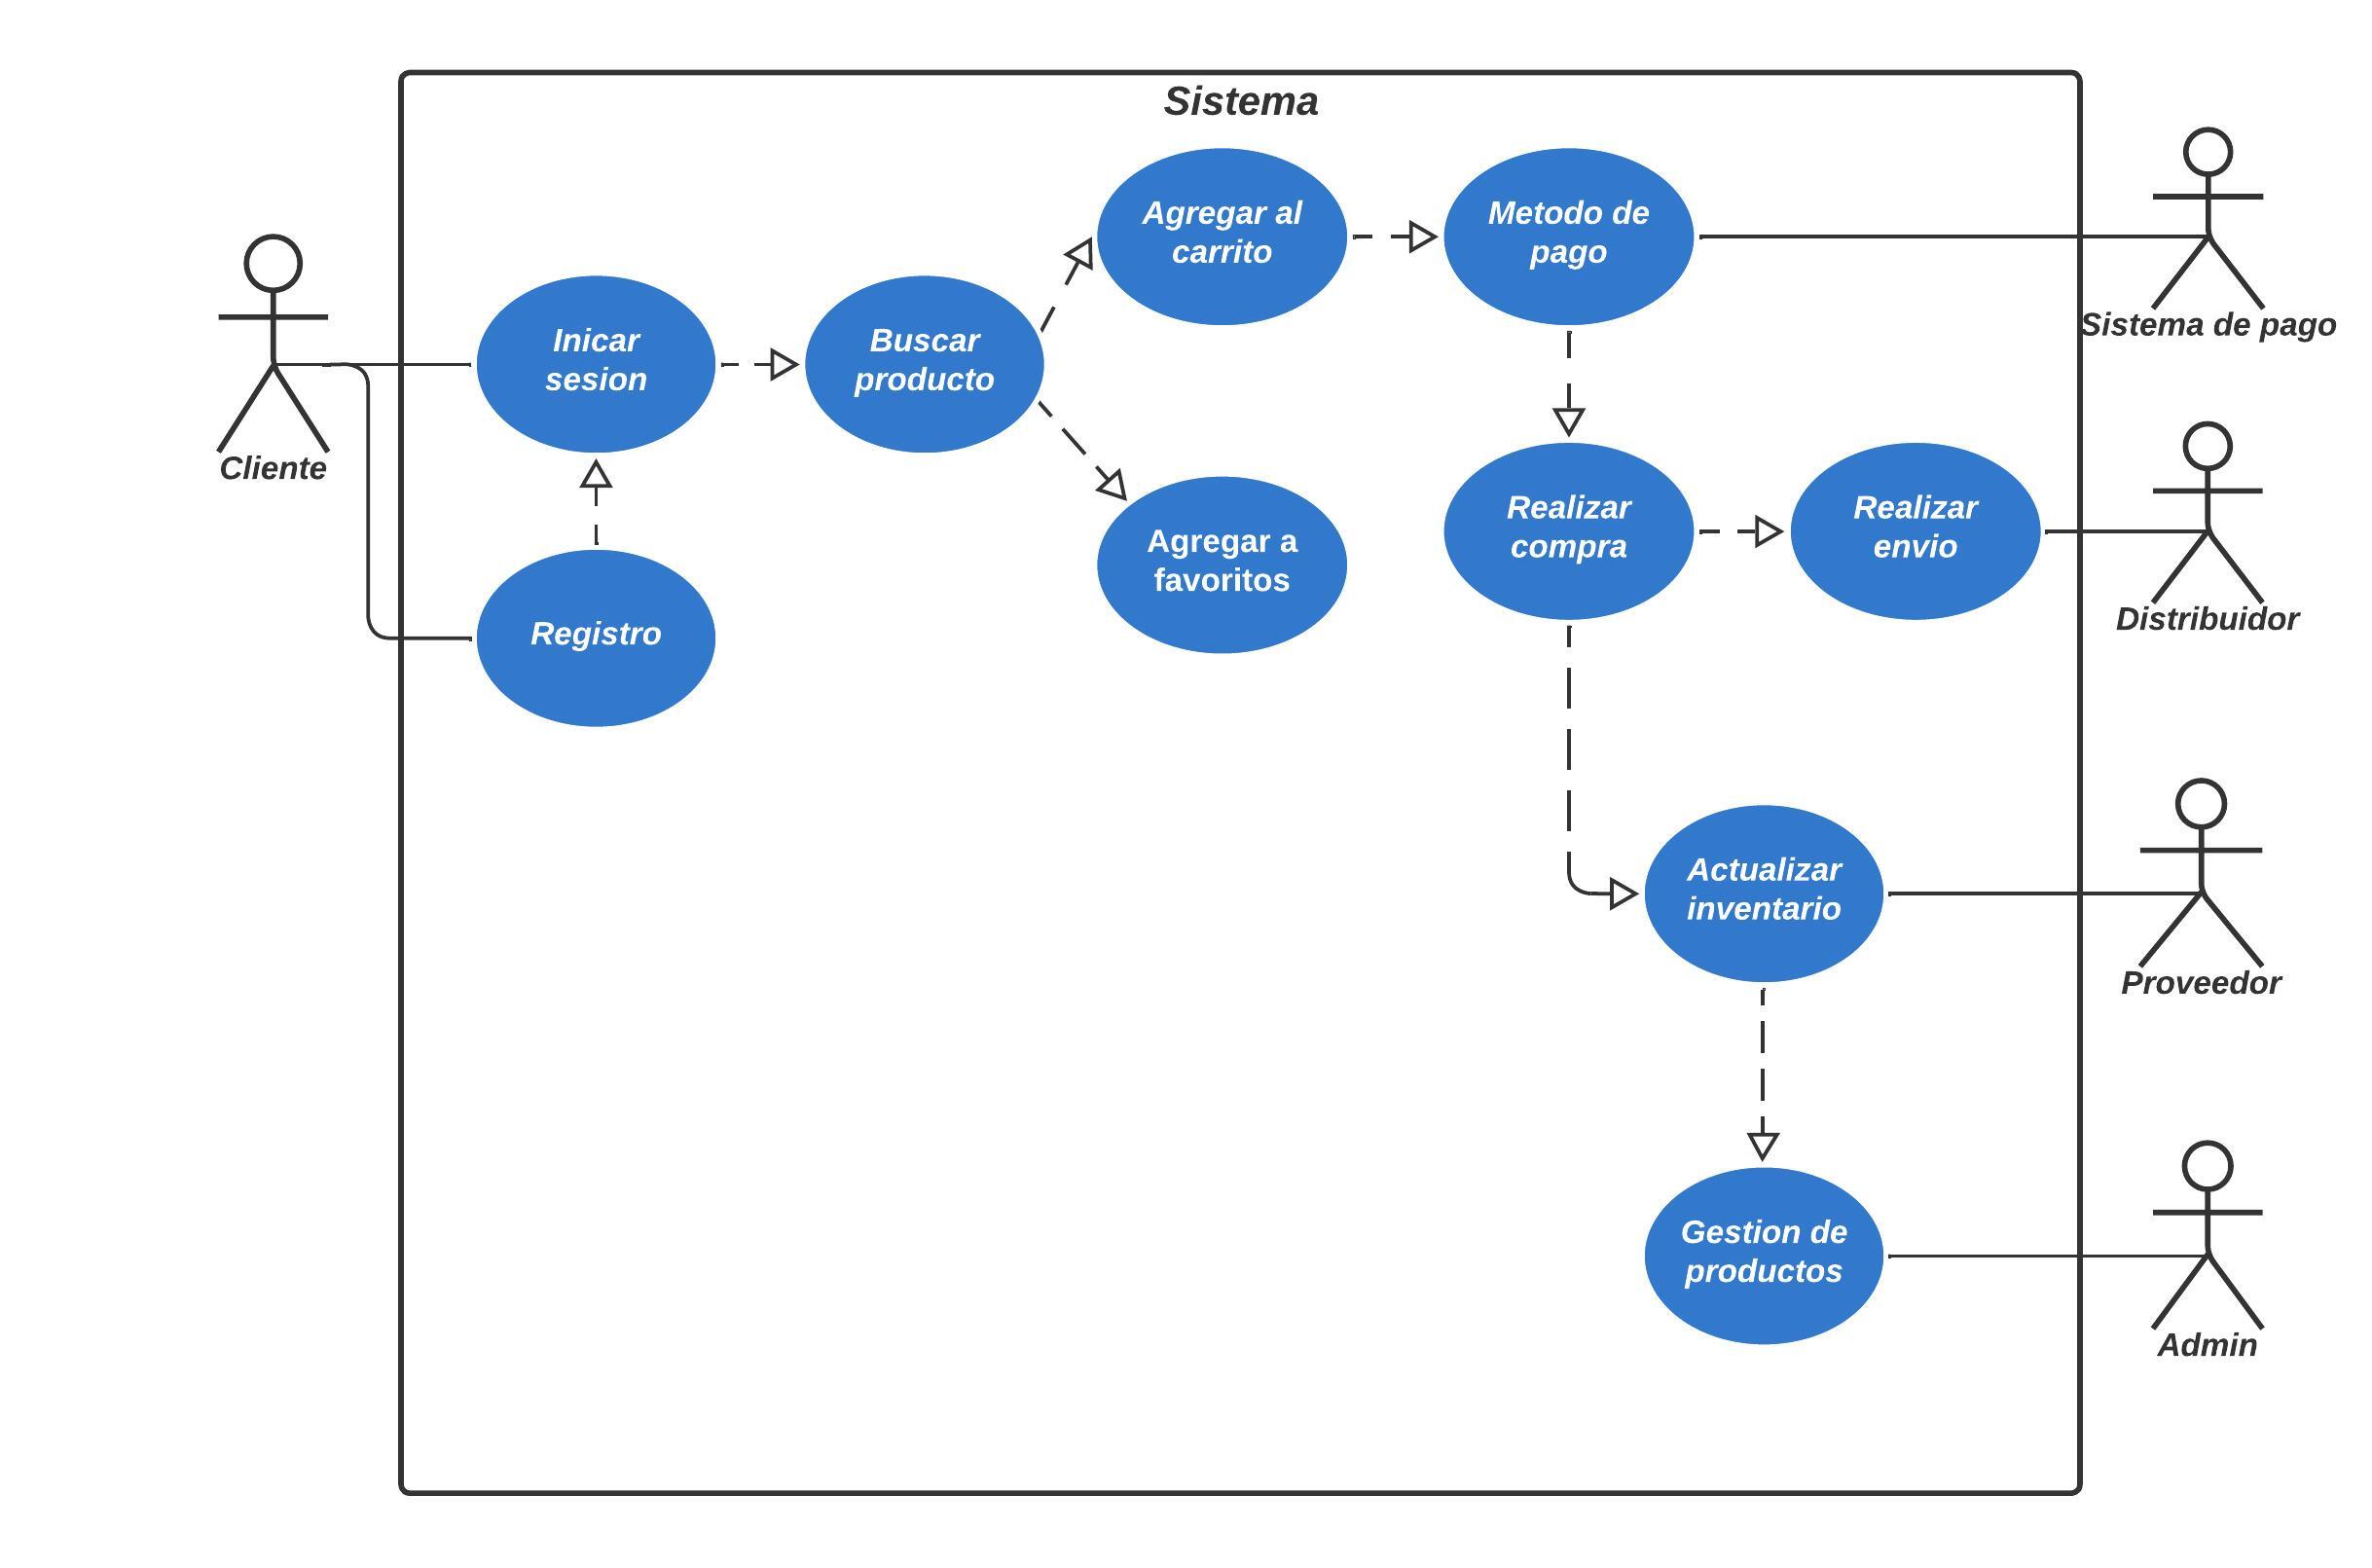 Sistema
Agregar al
carrito
Metodo de
pago
Sistema de pago
Inicar
sesion
Buscar
producto
Cliente
Agregar a
favoritos
Realizar
compra
Realizar
envio
Distribuidor
Registro
Actualizar
inventario
Proveedor
Gestion de
productos
Admin